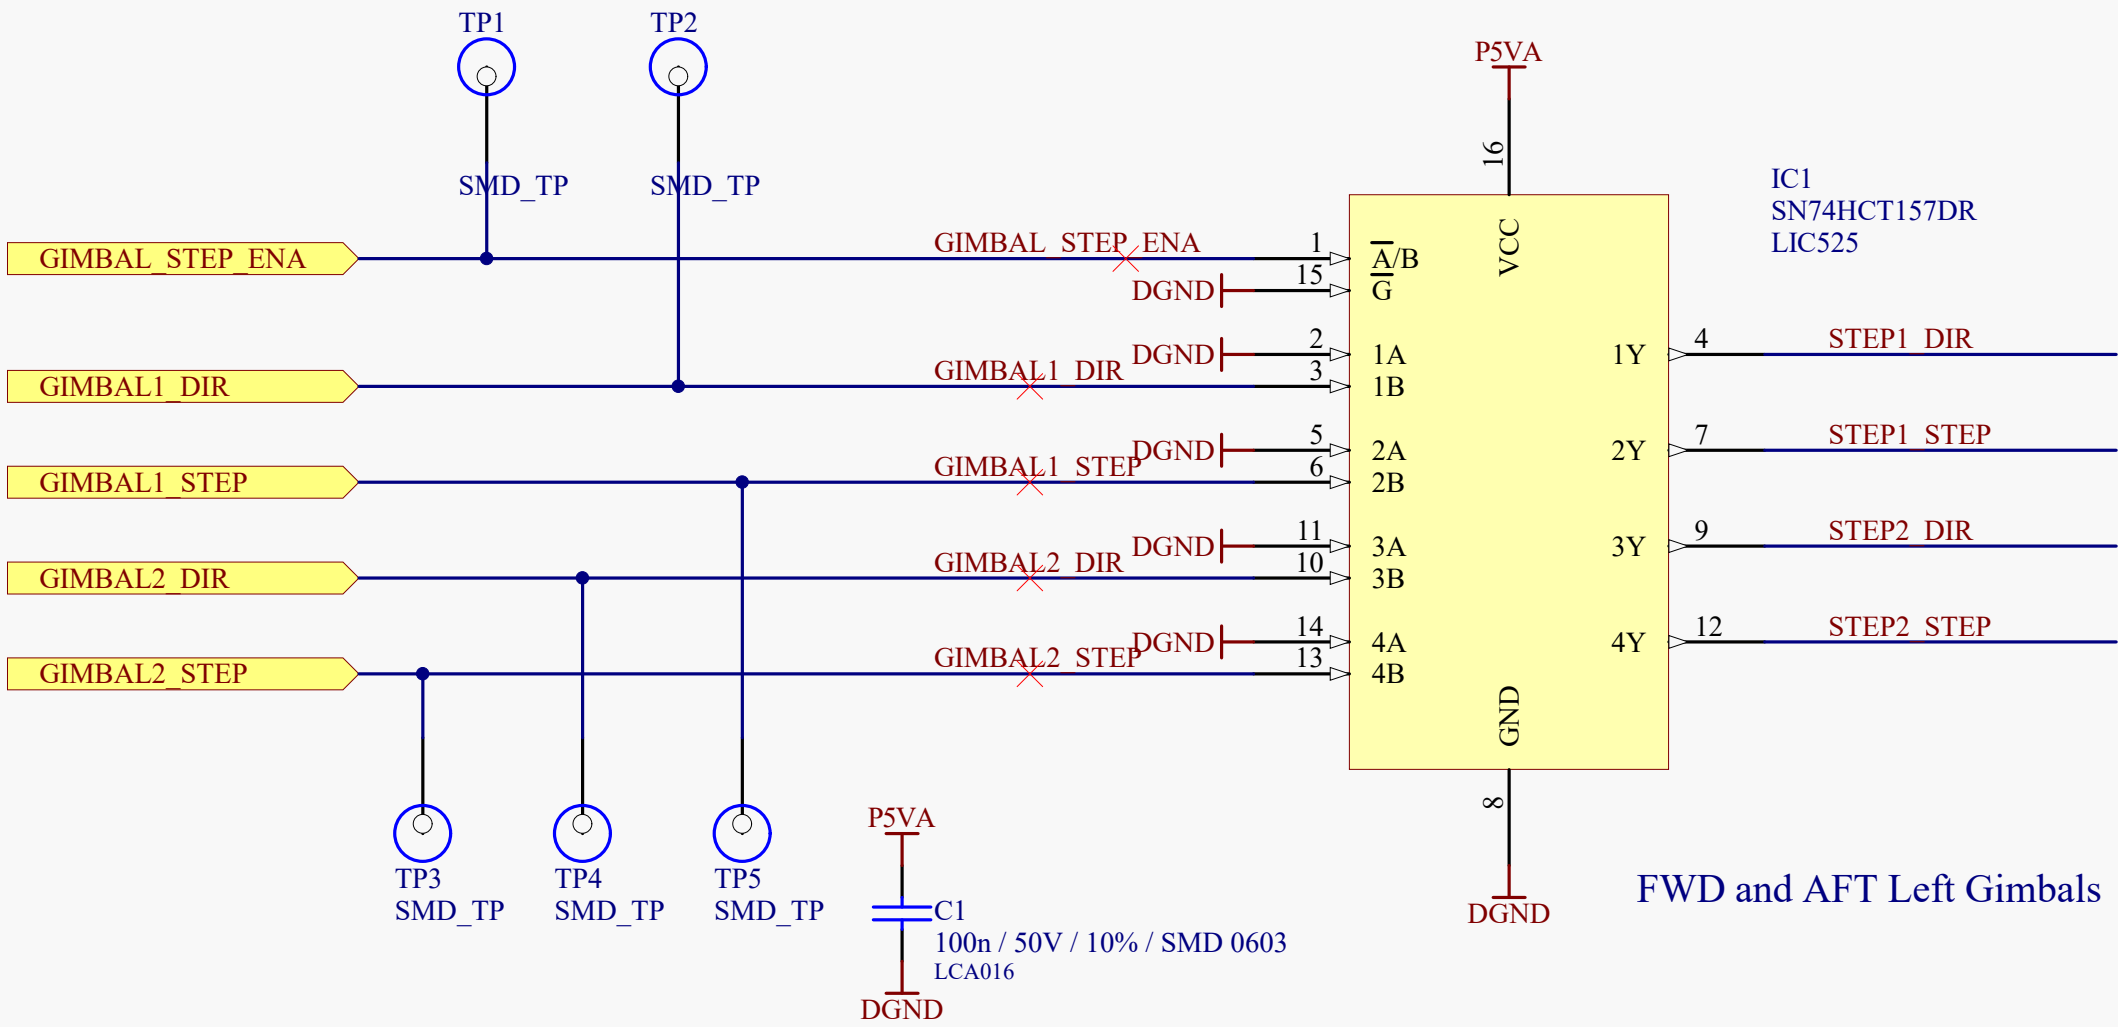 TP1
TP2
P5VA
SMD_TP
SMD_TP
16
IC1
SN74HCT157DR
LIC525
VCC
GIMBAL_STEP_ENA
GIMBAL_STEP_ENA
1
A/B
DGND
15
G
DGND
2
1A
1Y
4
STEP1_DIR
GIMBAL1_DIR
GIMBAL1_DIR
3
1B
DGND
5
2A
2Y
7
STEP1_STEP
GIMBAL1_STEP
GIMBAL1_STEP
6
2B
DGND
11
3A
3Y
9
STEP2_DIR
GIMBAL2_DIR
GIMBAL2_DIR
10
3B
DGND
14
4A
4Y
12
STEP2_STEP
GIMBAL2_STEP
GIMBAL2_STEP
13
4B
GND
8
DGND
TP3
SMD_TP
TP4
SMD_TP
TP5
SMD_TP
P5VA
C1
100n / 50V / 10% / SMD 0603
LCA016
DGND
FWD and AFT Left Gimbals